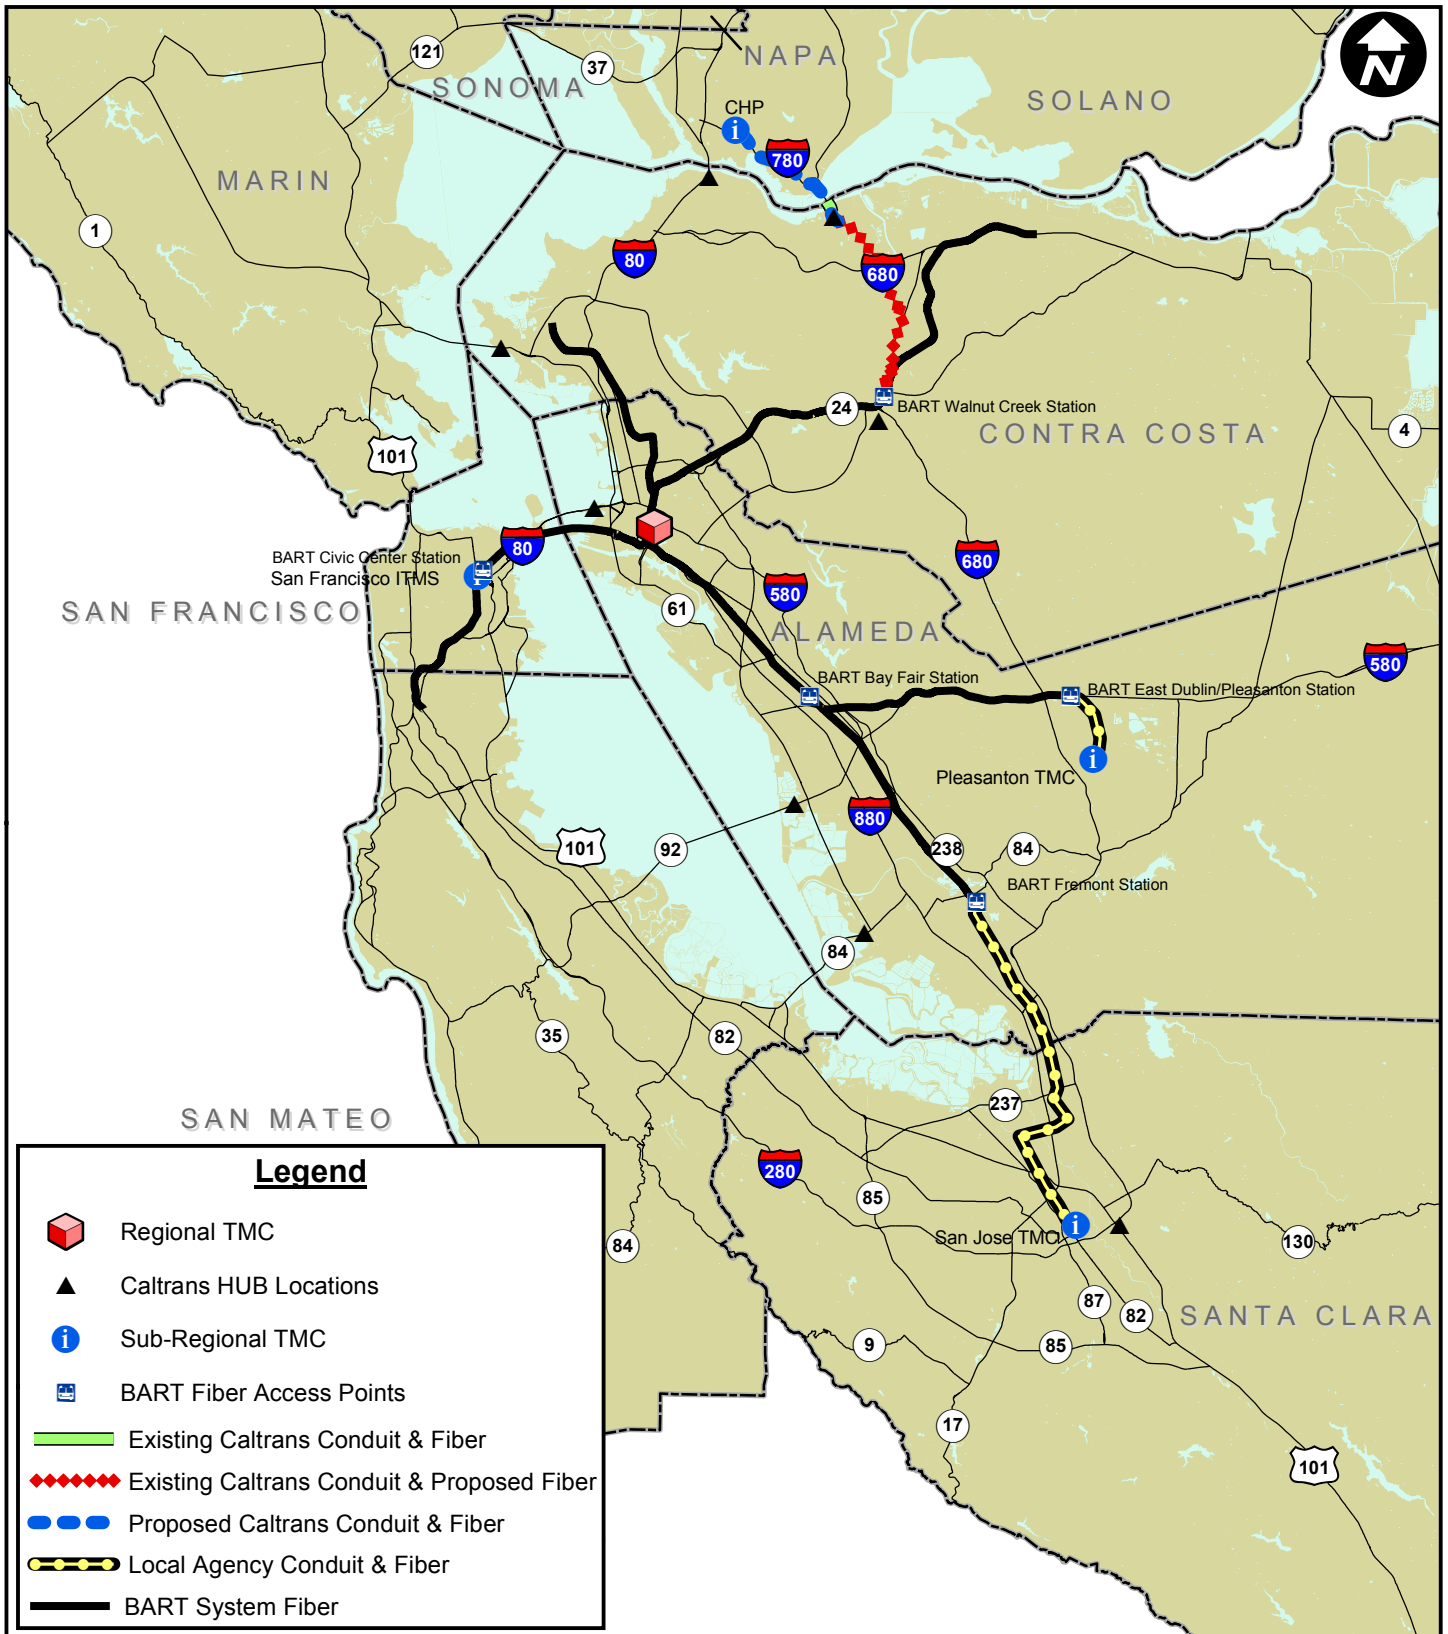 N
121
37
NAPA
SONOMA
SOLANO
CHP
i
780
MARIN
1
80
680
24
BART Walnut Creek Station
CONTRA COSTA
4
101
80
BART Civic Center Station
San Francisco ITMS
i
680
580
61
SAN FRANCISCO
ALAMEDA
580
BART Bay Fair Station
BART East Dublin/Pleasanton Station
i
Pleasanton TMC
880
101
92
238
84
BART Fremont Station
84
35
82
237
SAN MATEO
280
85
San Jose TMC
i
84
130
87
82
SANTA CLARA
9
85
17
101
Legend
Regional TMC
Caltrans HUB Locations
i
Sub-Regional TMC
BART Fiber Access Points
Existing Caltrans Conduit & Fiber
Existing Caltrans Conduit & Proposed Fiber
Proposed Caltrans Conduit & Fiber
Local Agency Conduit & Fiber
BART System Fiber